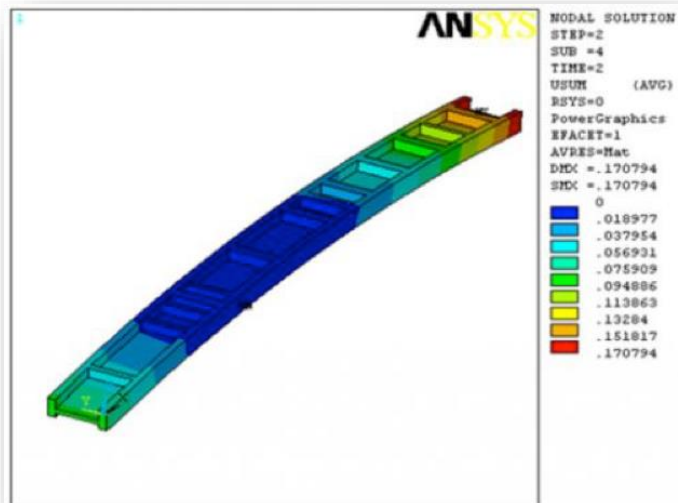 1
ANSYS
NODAL SOLUTION
STEP=2
SUB =4
TIME=2
USUM (AVG)
RSYS=0
PowerGraphics
EFACET=1
AVRES=Mat
DMX =.170794
SMX =.170794
0
.018977
.037954
.056931
.075909
.094886
.113863
.13284
.151817
.170794